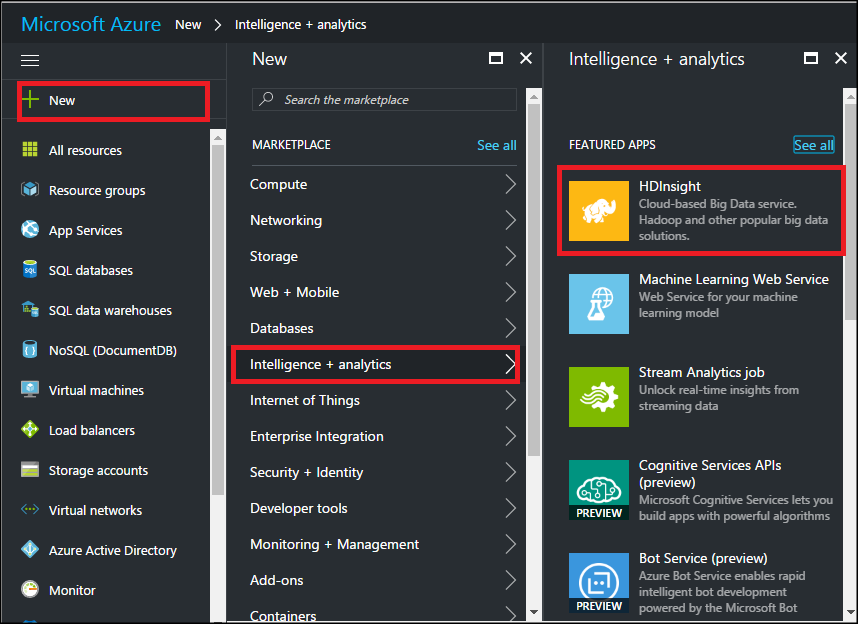 Microsoft Azure New > Intelligence + analytics
New
All resources
Resource groups
App Services
SQL databases
SQL data warehouses
NoSQL (DocumentDB)
Virtual machines
Load balancers
Storage accounts
Virtual networks
Azure Active Directory
Monitor
New
Search the marketplace
MARKETPLACE See all
Compute
Networking
Storage
Web + Mobile
Databases
Intelligence + analytics
Internet of Things
Enterprise Integration
Security + Identity
Developer tools
Monitoring + Management
Add-ons
Containers
Intelligence + analytics
FEATURED APPS See all
HDInsight
Cloud-based Big Data service.
Hadoop and other popular big data
solutions.
Machine Learning Web Service
Web Service for your machine
learning model
Stream Analytics job
Unlock real-time insights from
streaming data
Cognitive Services APIs
(preview)
Microsoft Cognitive Services lets you
build apps with powerful algorithms
PREVIEW
Bot Service (preview)
Azure Bot Service enables rapid
intelligent bot development
powered by the Microsoft Bot
PREVIEW